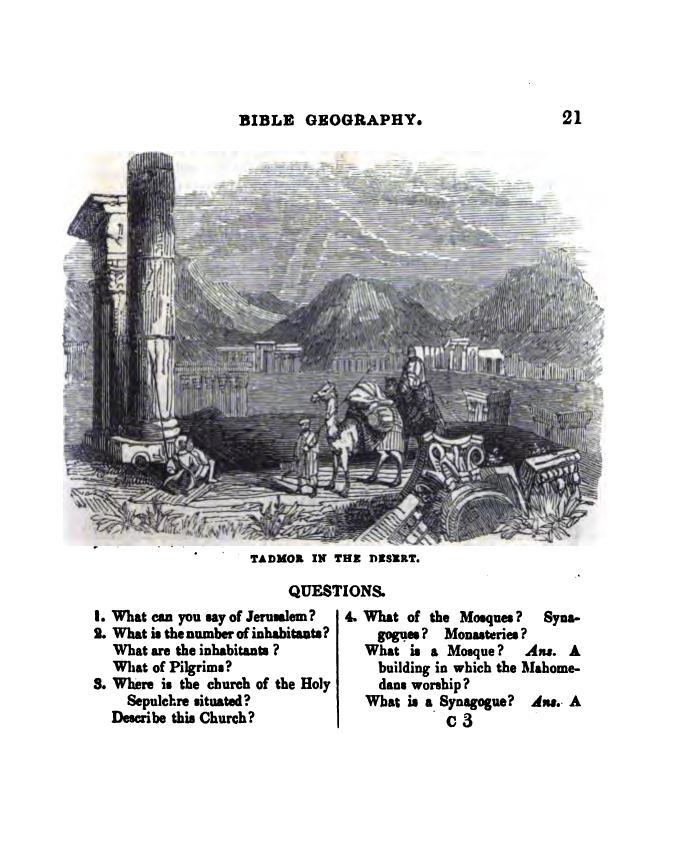 BIBLE GEOGRAPHY. 21
TADMOR IN THE DESERT.
QUESTIONS.
1. What can you say of Jerusalem?
2. What is the number of inhabitants?
What are the inhabitants?
What of Pilgrims?
3. Where is the church of the Holy
Sepulchre situated?
Describe this Church?
4. What of the Mosques? Syna-
gogues? Monasteries?
What is a Mosque? Ans. A
building in which the Mahome-
dans worship?
What is a Synagogue? Ans. A
C 3